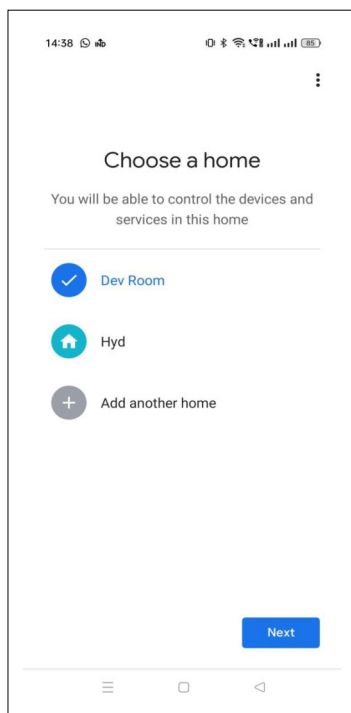 14:38
85
Choose a home
You will be able to control the devices and
services in this home
Dev Room
Hyd
Add another home
Next